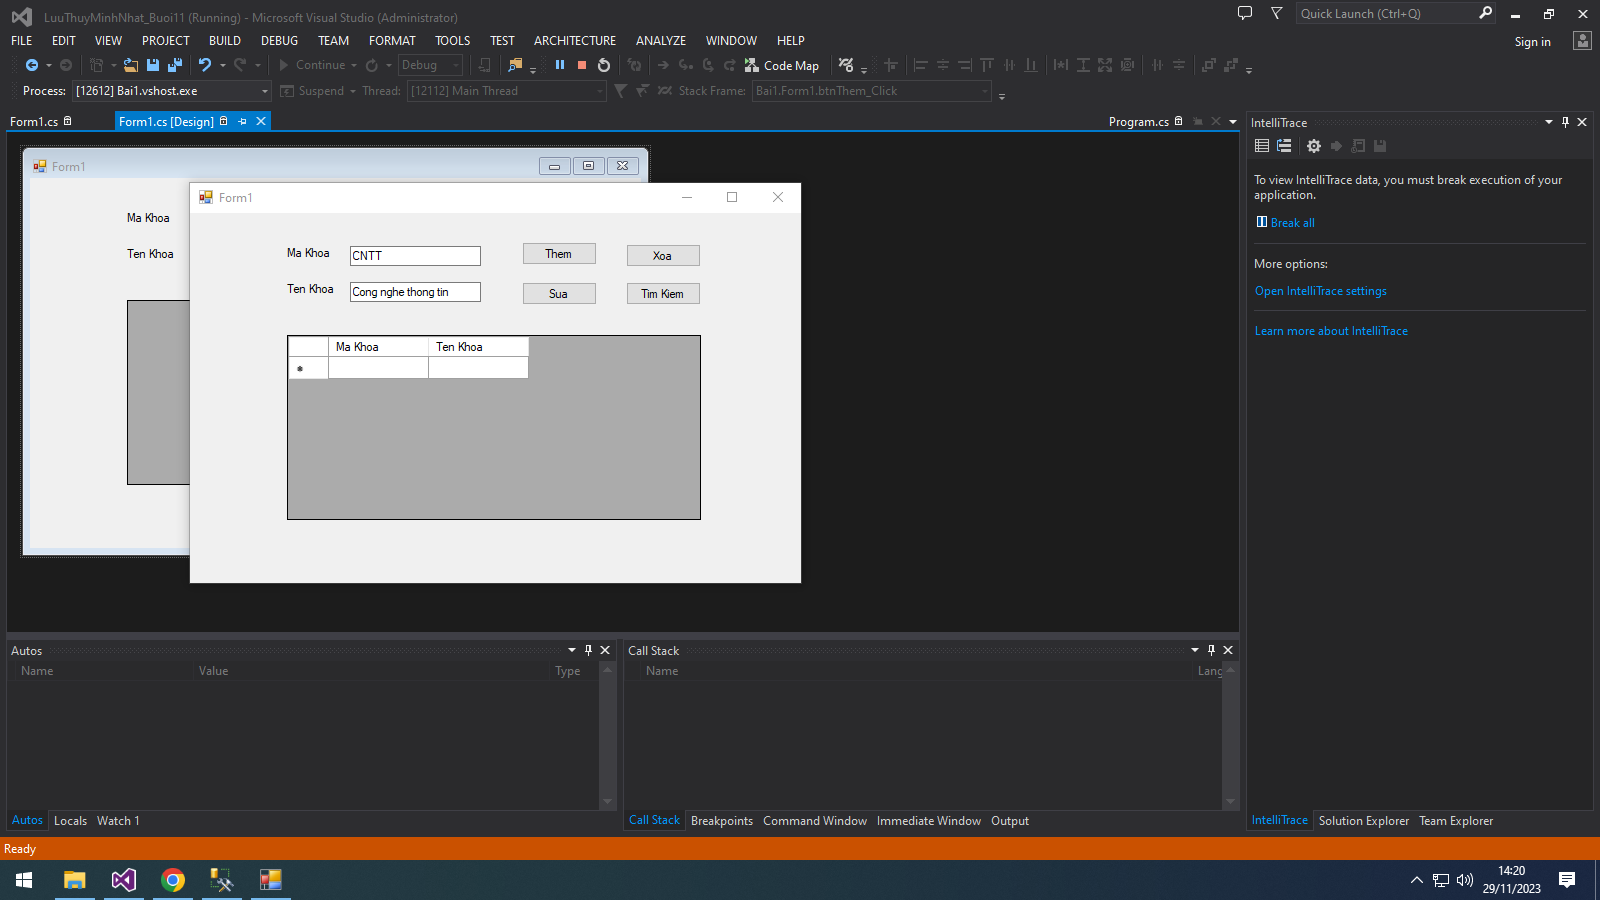 LuuThuyMinhNhat_Buoi11 (Running) - Microsoft Visual Studio (Administrator)
Quick Launch (Ctrl+Q)
FILE EDIT VIEW PROJECT BUILD DEBUG TEAM FORMAT TOOLS TEST ARCHITECTURE ANALYZE WINDOW HELP
Sign in
Continue Debug Code Map
Process: [12612] Bai1.vshost.exe Suspend Thread: [12112] Main Thread Stack Frame: Bai1.Form1.btnThem_Click
Form1.cs Form1.cs [Design] Program.cs
IntelliTrace
To view IntelliTrace data, you must break execution of your
application.
Break all
More options:
Open IntelliTrace settings
Learn more about IntelliTrace
Form1
Ma Khoa
Ten Khoa
Form1
Ma Khoa CNTT Them Xoa
Ten Khoa Cong nghe thong tin Sua Tim Kiem
Ma Khoa Ten Khoa
Autos
Name Value Type
Call Stack
Name Lang
Autos Locals Watch 1
Call Stack Breakpoints Command Window Immediate Window Output
IntelliTrace Solution Explorer Team Explorer
Ready
14:20
29/11/2023